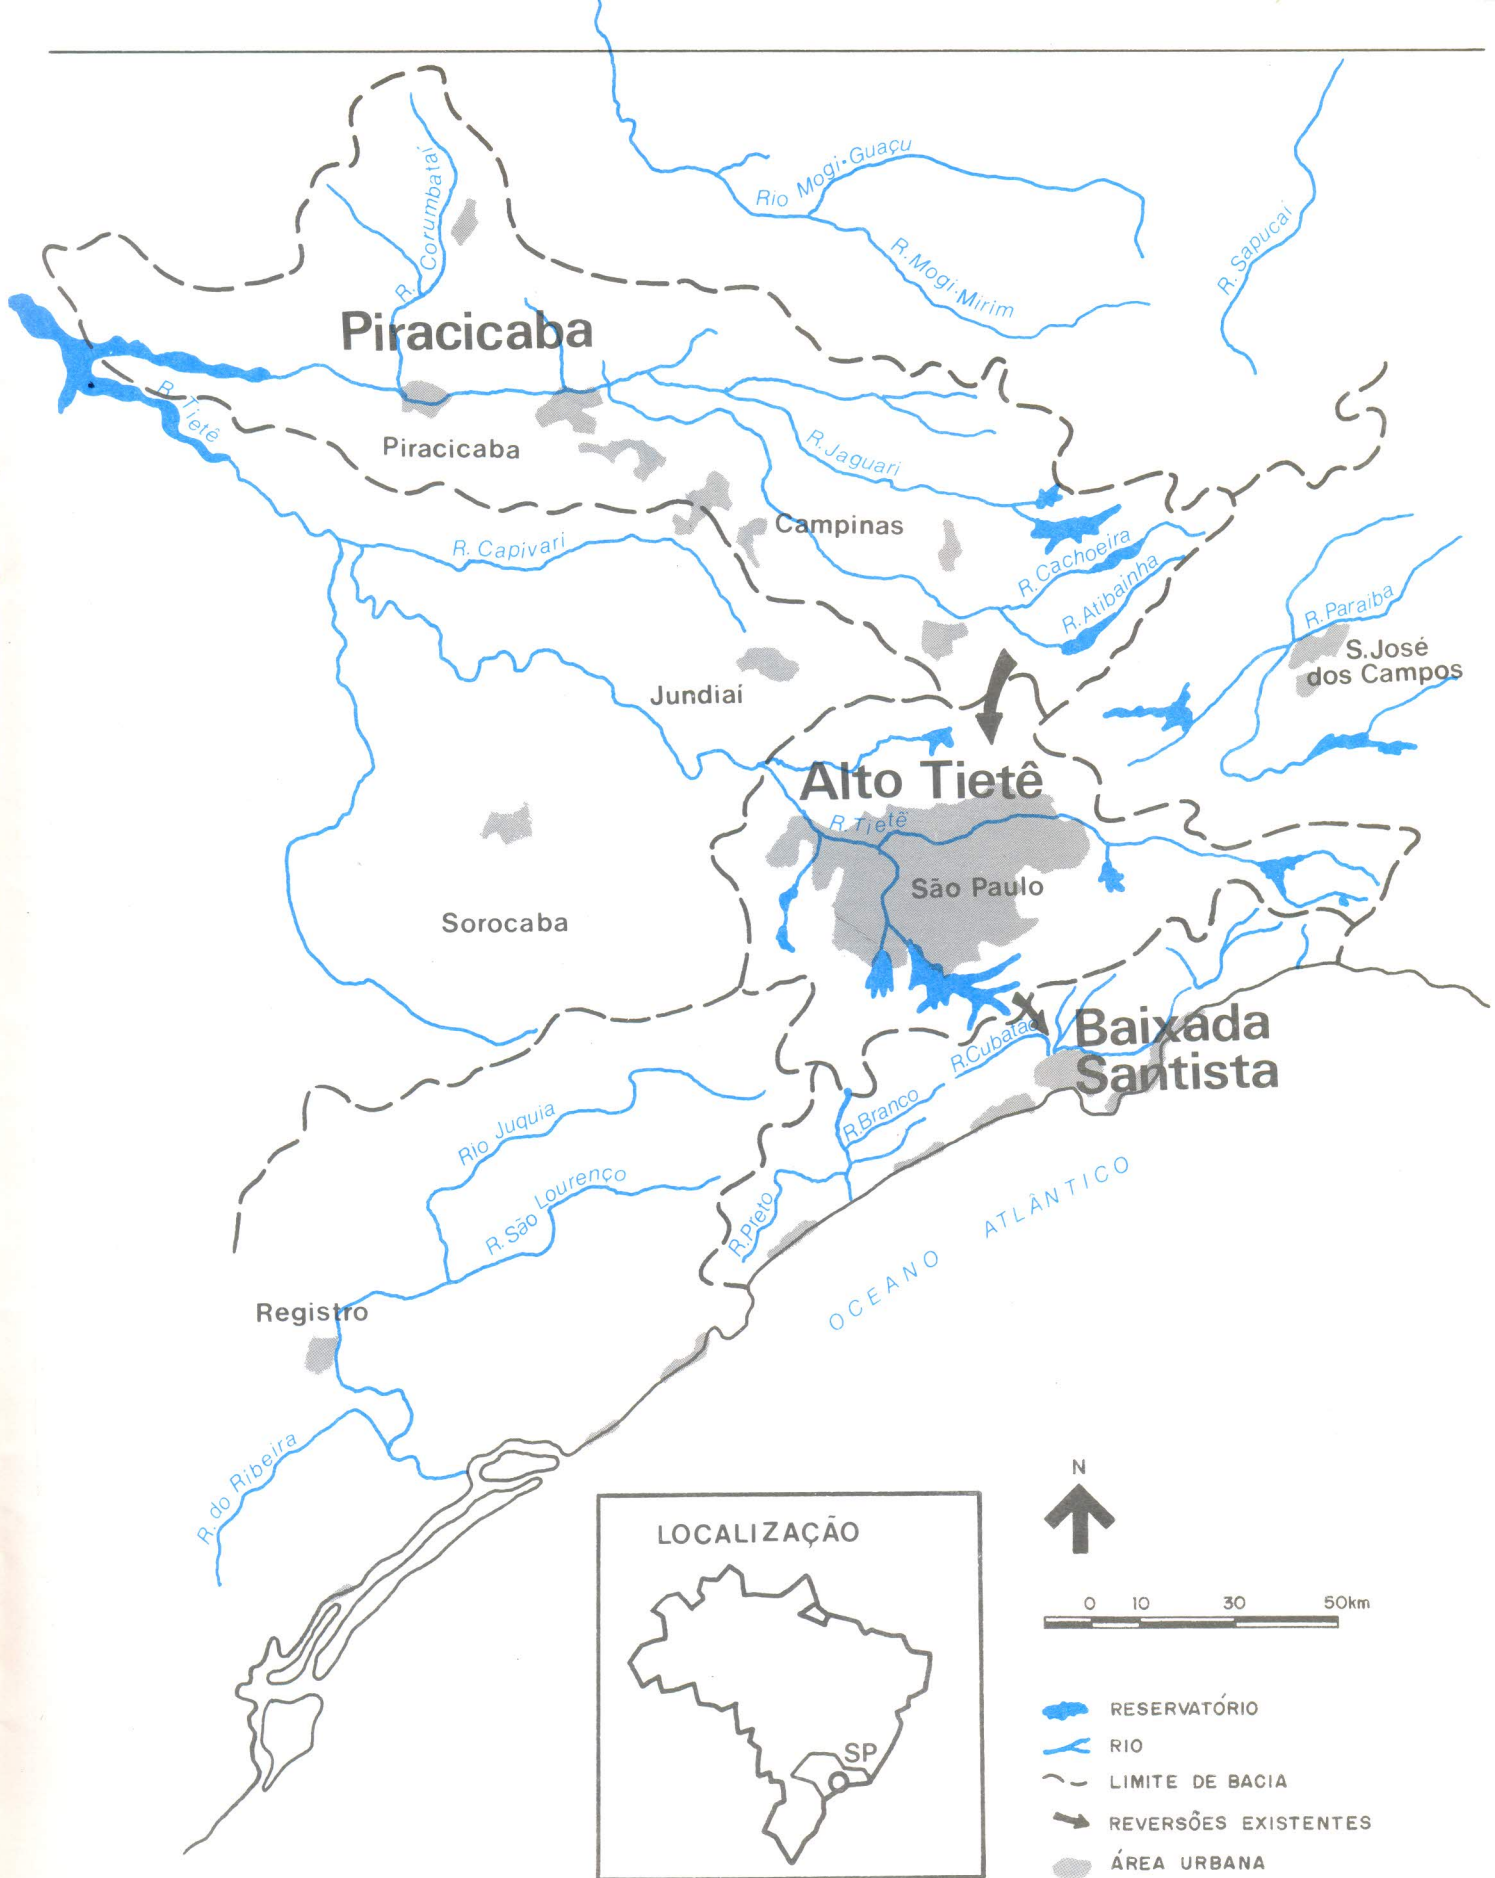 Rio Mogi-Guaçu
R. Corumbataí
R. Mogi-Mirim
R. Sapucaí
Piracicaba
R. Tietê
Piracicaba
R. Jaguari
Campinas
R. Capivari
R. Cachoeira
R. Atibainha
R. Paraiba
S. José
dos Campos
Jundiaí
Alto Tietê
R. Tietê
São Paulo
Sorocaba
Baixada
Santista
R. Cubatão
R. Branco
Rio Juquia
R. São Lourenço
R. Preto
OCEANO ATLÂNTICO
Registro
R. do Ribeira
LOCALIZAÇÃO
SP
N
0 10 30 50km
RESERVATÓRIO
RIO
LIMITE DE BACIA
REVERSÕES EXISTENTES
ÁREA URBANA